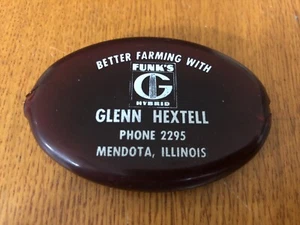 BETTER FARMING WITH
FUNK'S
G
HYBRID
GLENN HEXTELL
PHONE 2295
MENDOTA, ILLINOIS